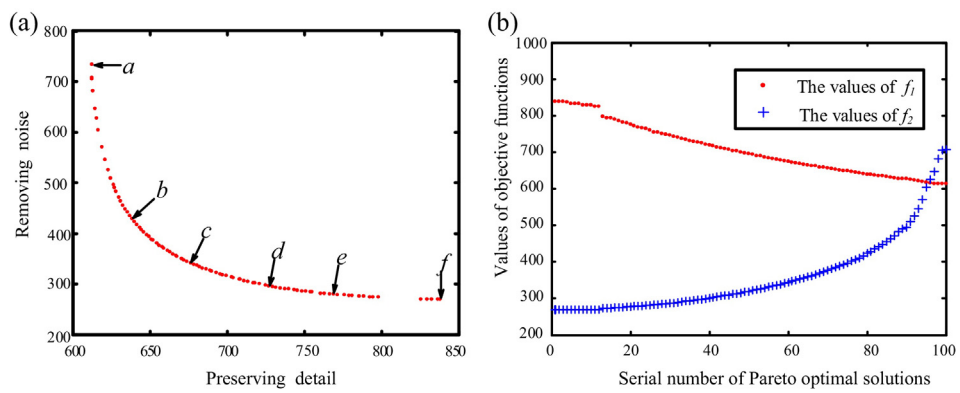 (a)
800
700
600
500
400
300
200
600
650
700
750
800
850
Removing noise
Preserving detail
a
b
c
d
e
f
(b)
1000
900
800
700
600
500
400
300
200
0
20
40
60
80
100
Values of objective functions
Serial number of Pareto optimal solutions
The values of f1
The values of f2